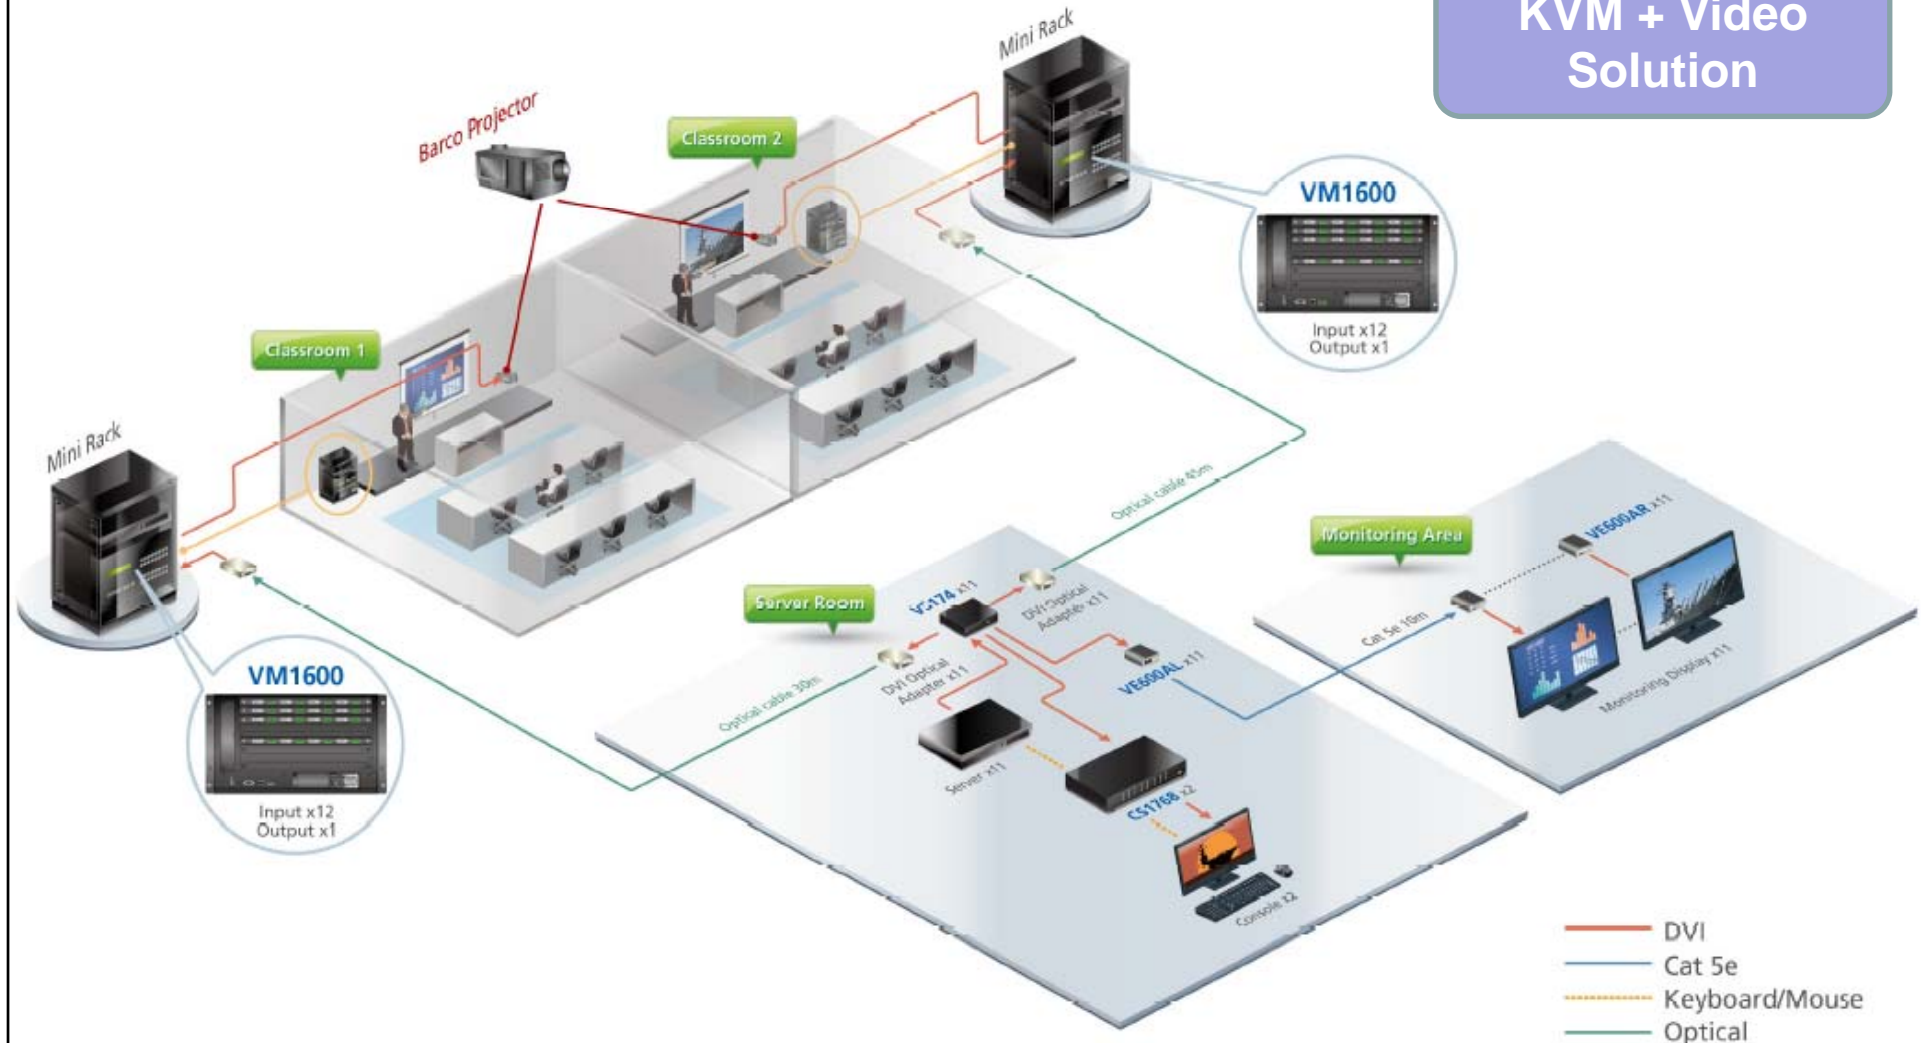 KVM + Video
Solution
Mini Rack
Barco Projector
Classroom 2
VM1600
Input x12
Output x1
Classroom 1
Mini Rack
Optical cable 45m
VE600AR x11
Monitoring Area
Server Room
VS174 x11
DVI Optical
Adapter x11
Cat 5e 10m
DVI Optical
Adapter x11
VE600AL x11
Monitoring Display x11
VM1600
Input x12
Output x1
Optical cable 30m
Server x11
CS1768 x2
Console x2
DVI
Cat 5e
Keyboard/Mouse
Optical